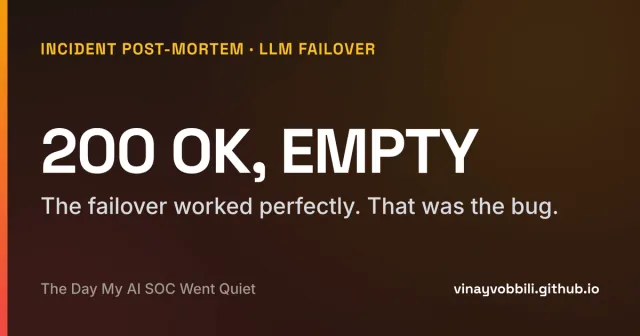 INCIDENT POST-MORTEM · LLM FAILOVER
200 OK, EMPTY
The failover worked perfectly. That was the bug.
The Day My AI SOC Went Quiet
vinayvobbili.github.io